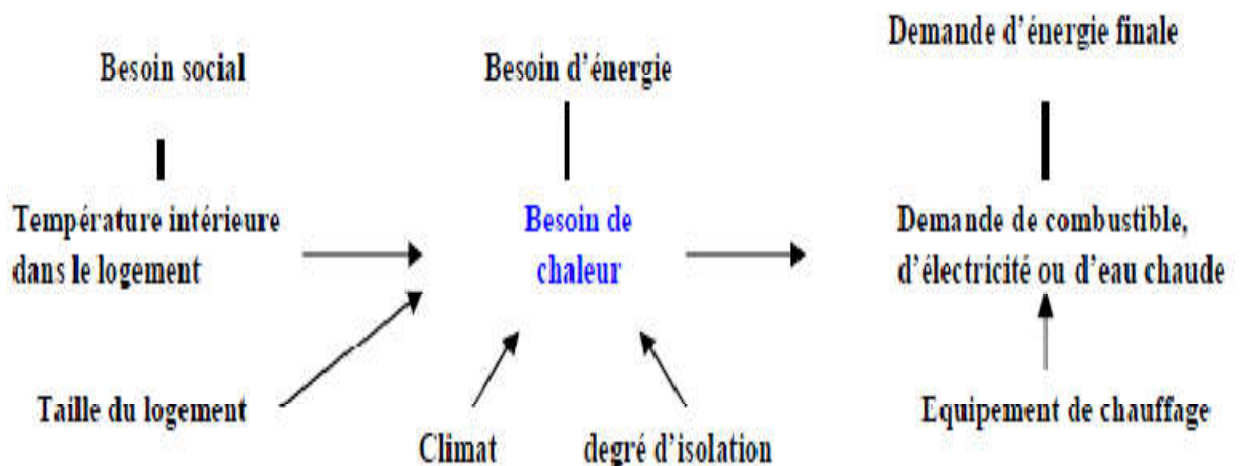 Besoin social
Besoin d’énergie
Demande d’énergie finale
Température intérieure
dans le logement
Besoin de
chaleur
Demande de combustible,
d’électricité ou d’eau chaude
Taille du logement
Climat
degré d’isolation
Equipement de chauffage